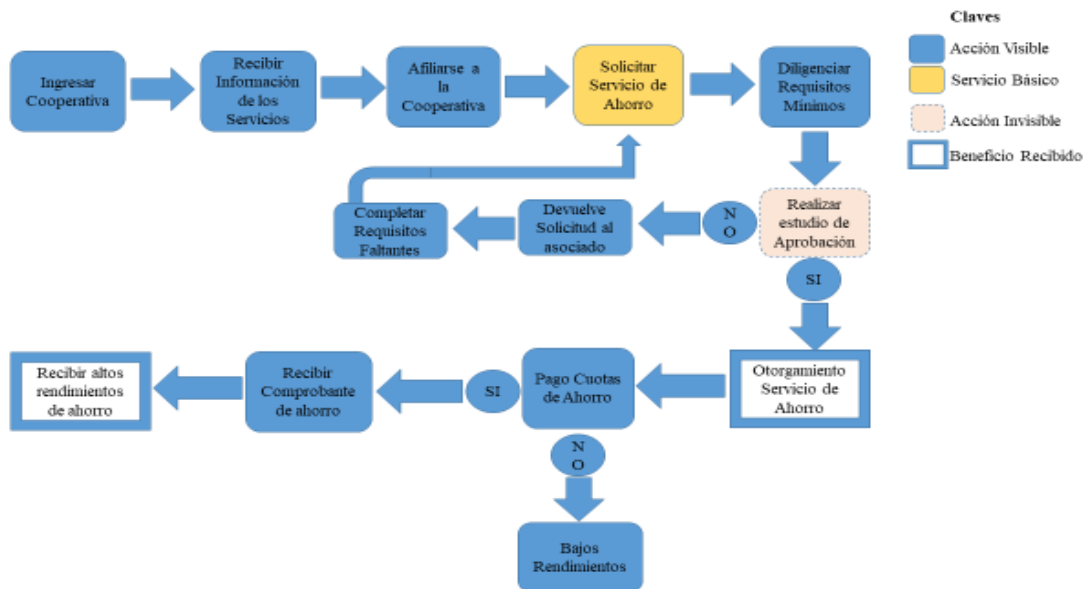 Claves
Acción Visible
Servicio Básico
Acción Invisible
Beneficio Recibido
Ingresar
Cooperativa
Recibir
Información
de los
Servicios
Afiliarse a
la
Cooperativa
Solicitar
Servicio de
Ahorro
Diligenciar
Requisitos
Mínimos
Completar
Requisitos
Faltantes
Devuelve
Solicitud al
asociado
N
O
Realizar
estudio de
Aprobación
SI
Recibir altos
rendimientos
de ahorro
Recibir
Comprobante
de ahorro
SI
Pago Cuotas
de Ahorro
Otorgamiento
Servicio de
Ahorro
N
O
Bajos
Rendimientos